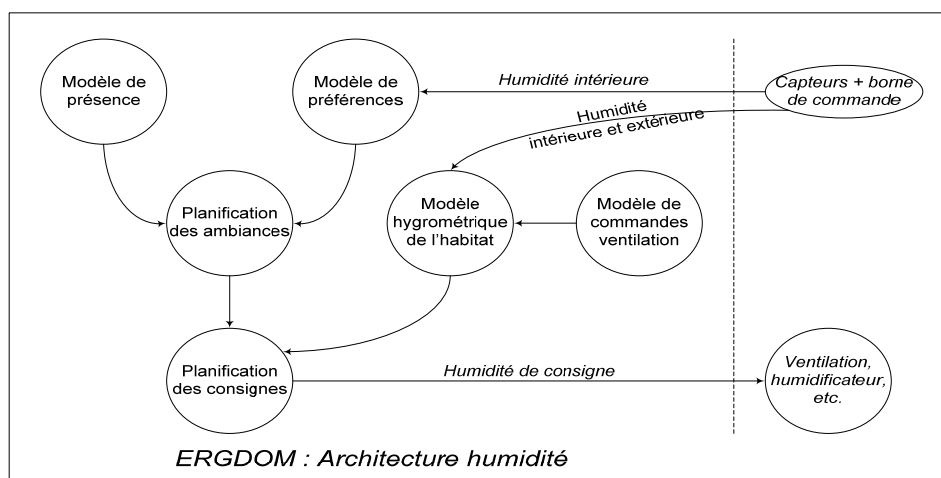 Modèle de
présence
Modèle de
préférences
Humidité intérieure
Capteurs + borne
de commande
Humidité
intérieure et extérieure
Planification
des ambiances
Modèle
hygrométrique
de l'habitat
Modèle de
commandes
ventilation
Planification
des consignes
Humidité de consigne
Ventilation,
humidificateur,
etc.
ERGDOM : Architecture humidité